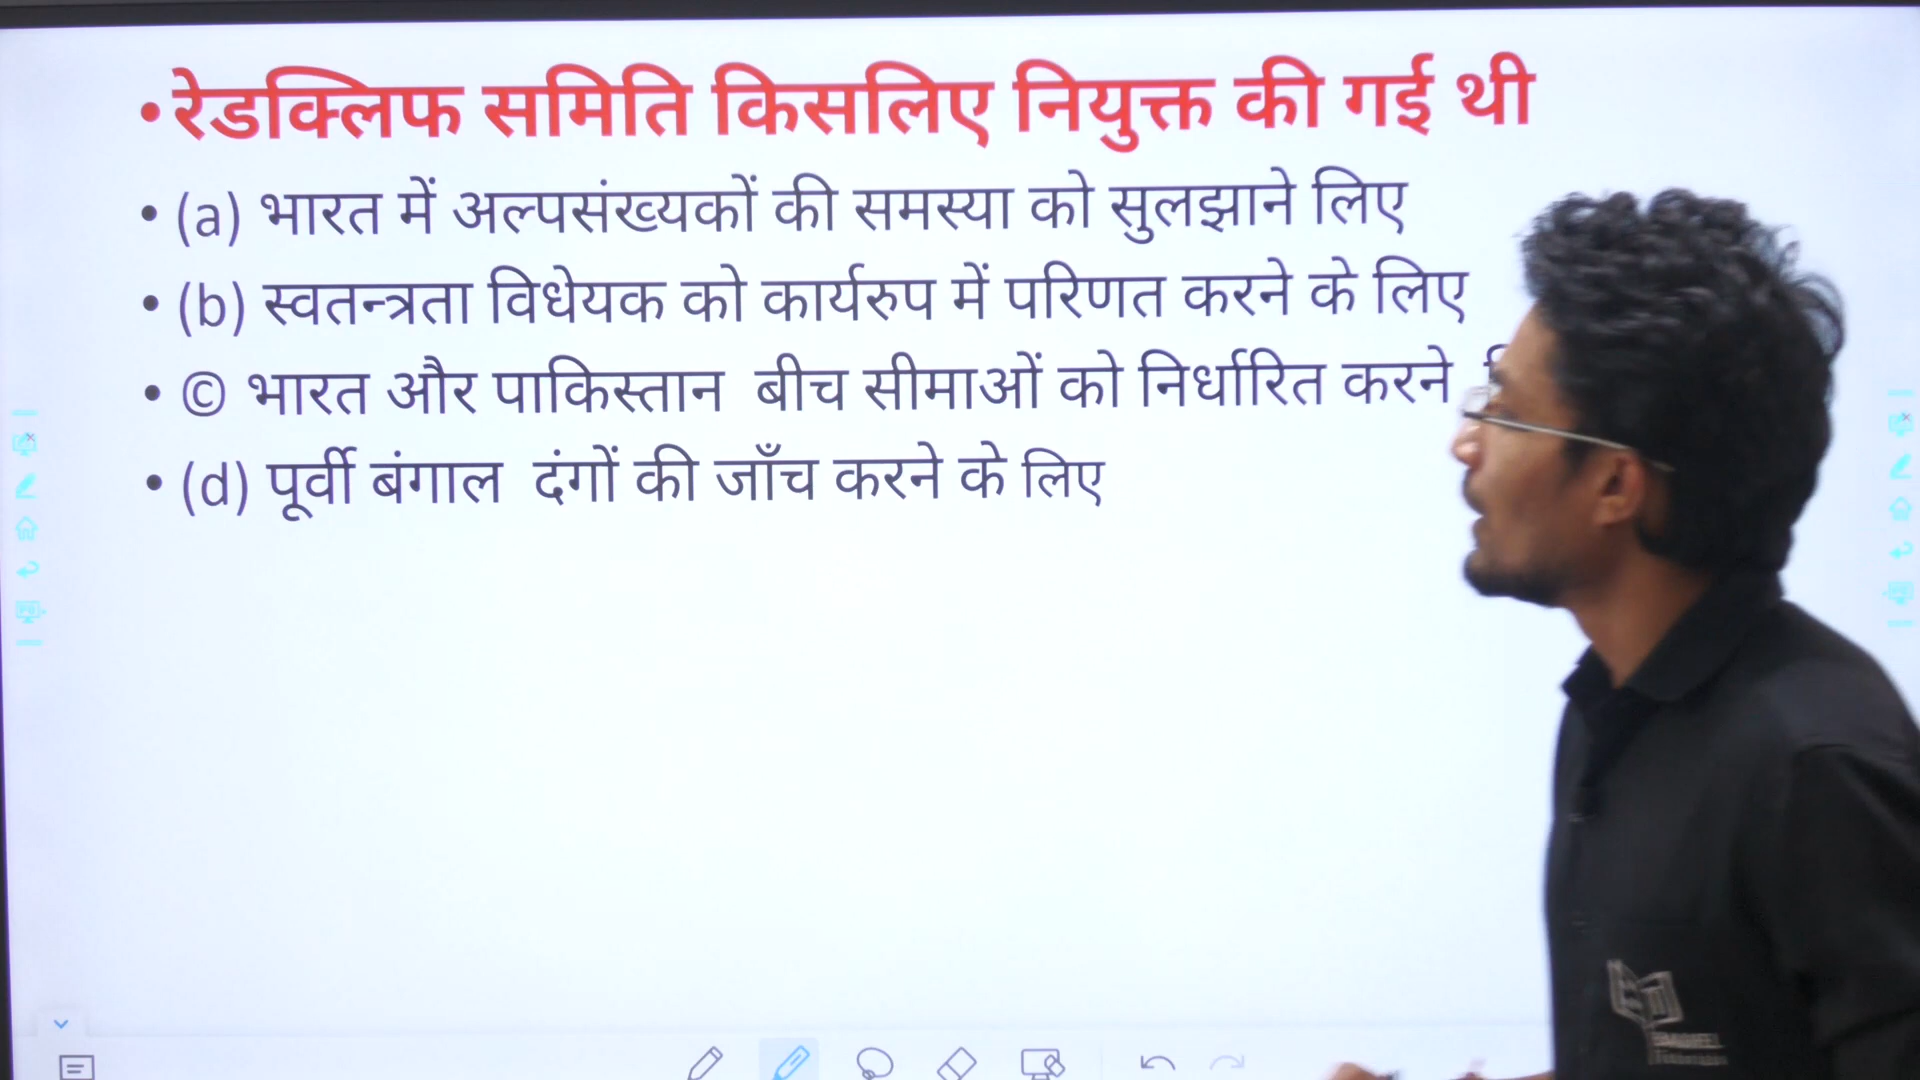 • रेडक्लिफ समिति किसलिए नियुक्त की गई थी
• (a) भारत में अल्पसंख्यकों की समस्या को सुलझाने लिए
• (b) स्वतन्त्रता विधेयक को कार्यरुप में परिणत करने के लिए
• © भारत और पाकिस्तान बीच सीमाओं को निर्धारित करने
• (d) पूर्वी बंगाल दंगों की जाँच करने के लिए